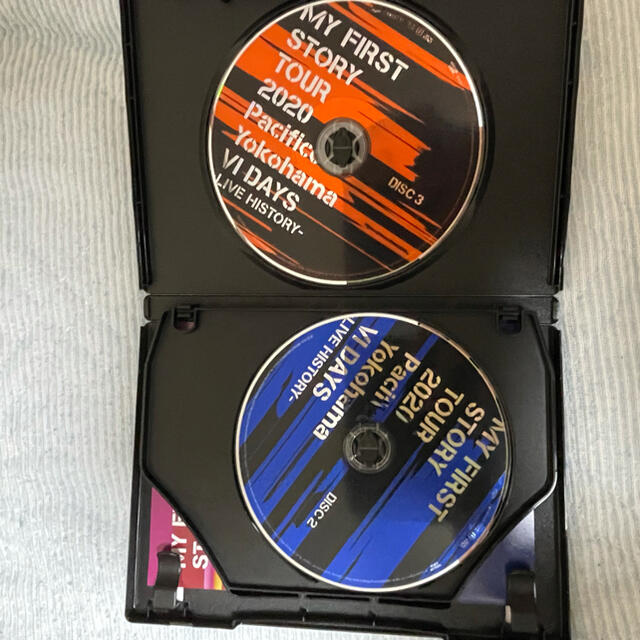 MY FIRST
STORY
TOUR
2020
Pacifico
Yokohama
VI DAYS
LIVE HISTORY-
DISC 3
MY FIRST
STORY
TOUR
2020
Yokohama
VI DAYS
-LIVE HISTORY-
DISC 2